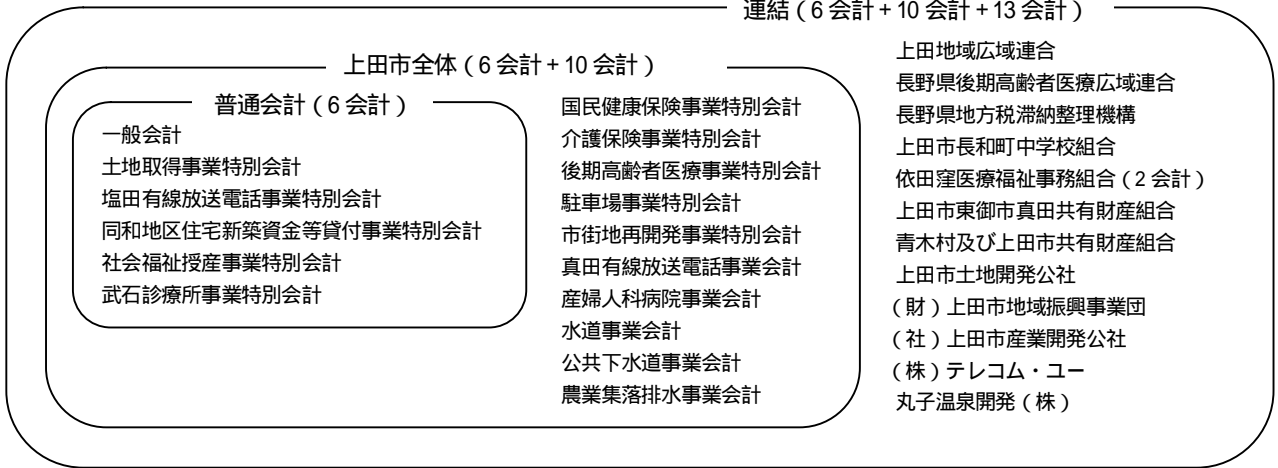 連結（6会計+10会計+13会計）
上田市全体（6会計+10会計）
普通会計（6会計）
一般会計
土地取得事業特別会計
塩田有線放送電話事業特別会計
同和地区住宅新築資金等貸付事業特別会計
社会福祉授産事業特別会計
武石診療所事業特別会計
国民健康保険事業特別会計
介護保険事業特別会計
後期高齢者医療事業特別会計
駐車場事業特別会計
市街地再開発事業特別会計
真田有線放送電話事業会計
産婦人科病院事業会計
水道事業会計
公共下水道事業会計
農業集落排水事業会計
上田地域広域連合
長野県後期高齢者医療広域連合
長野県地方税滞納整理機構
上田市長和町中学校組合
依田窪医療福祉事務組合（2会計）
上田市東御市真田共有財産組合
青木村及び上田市共有財産組合
上田市土地開発公社
（財）上田市地域振興事業団
（社）上田市産業開発公社
（株）テレコム・ユー
丸子温泉開発（株）